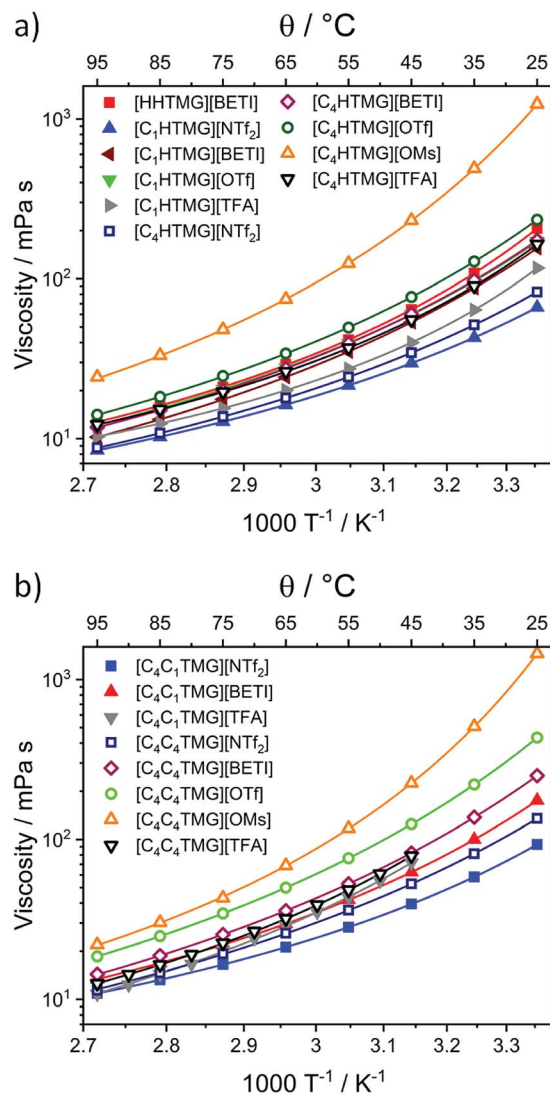 a)
θ / °C
95 85 75 65 55 45 35 25
[HHTMG][BETI]
[C₁HTMG][NTf₂]
[C₁HTMG][BETI]
[C₁HTMG][OTf]
[C₁HTMG][TFA]
[C₄HTMG][NTf₂]
[C₄HTMG][BETI]
[C₄HTMG][OTf]
[C₄HTMG][OMs]
[C₄HTMG][TFA]
Viscosity / mPa s
10³
10²
10¹
2.7 2.8 2.9 3 3.1 3.2 3.3
1000 T⁻¹ / K⁻¹
b)
θ / °C
95 85 75 65 55 45 35 25
[C₄C₁TMG][NTf₂]
[C₄C₁TMG][BETI]
[C₄C₁TMG][TFA]
[C₄C₄TMG][NTf₂]
[C₄C₄TMG][BETI]
[C₄C₄TMG][OTf]
[C₄C₄TMG][OMs]
[C₄C₄TMG][TFA]
Viscosity / mPa s
10³
10²
10¹
2.7 2.8 2.9 3 3.1 3.2 3.3
1000 T⁻¹ / K⁻¹